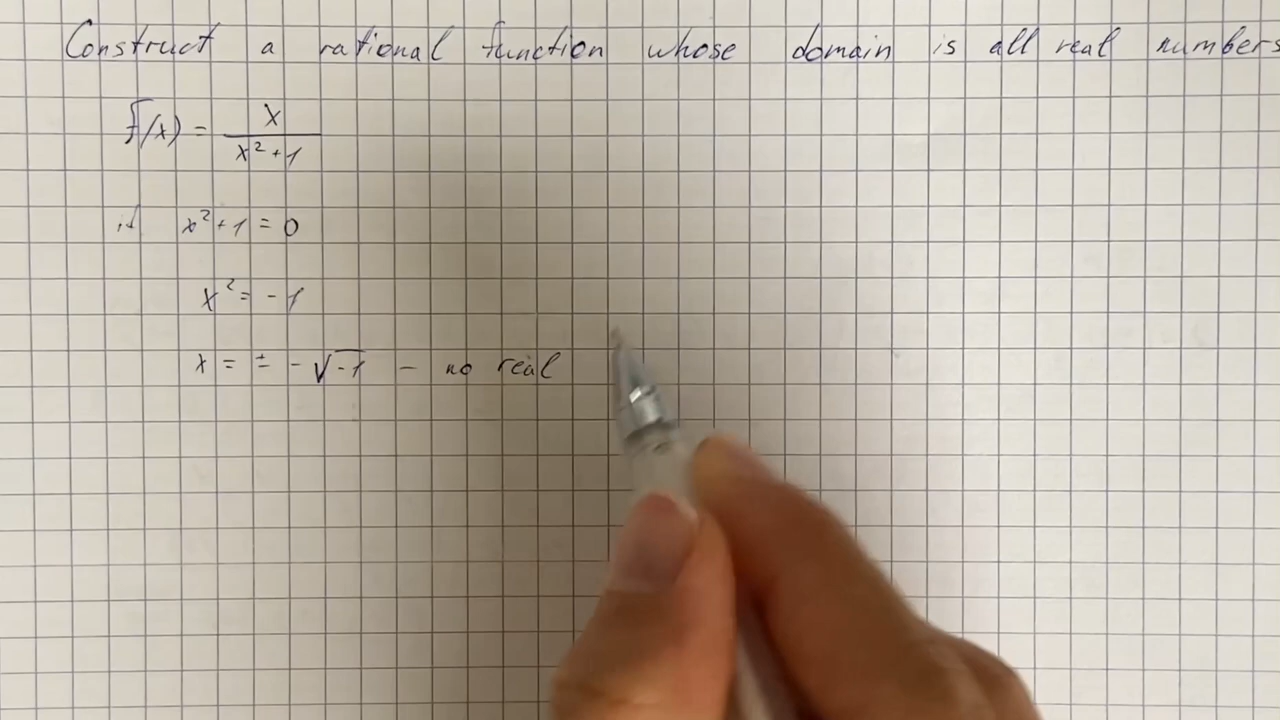 Construct a rational function whose domain is all real numbers
f(x) = x / x² + 1
if x² + 1 = 0
x² = - 1
x = ± - √-1 - no real